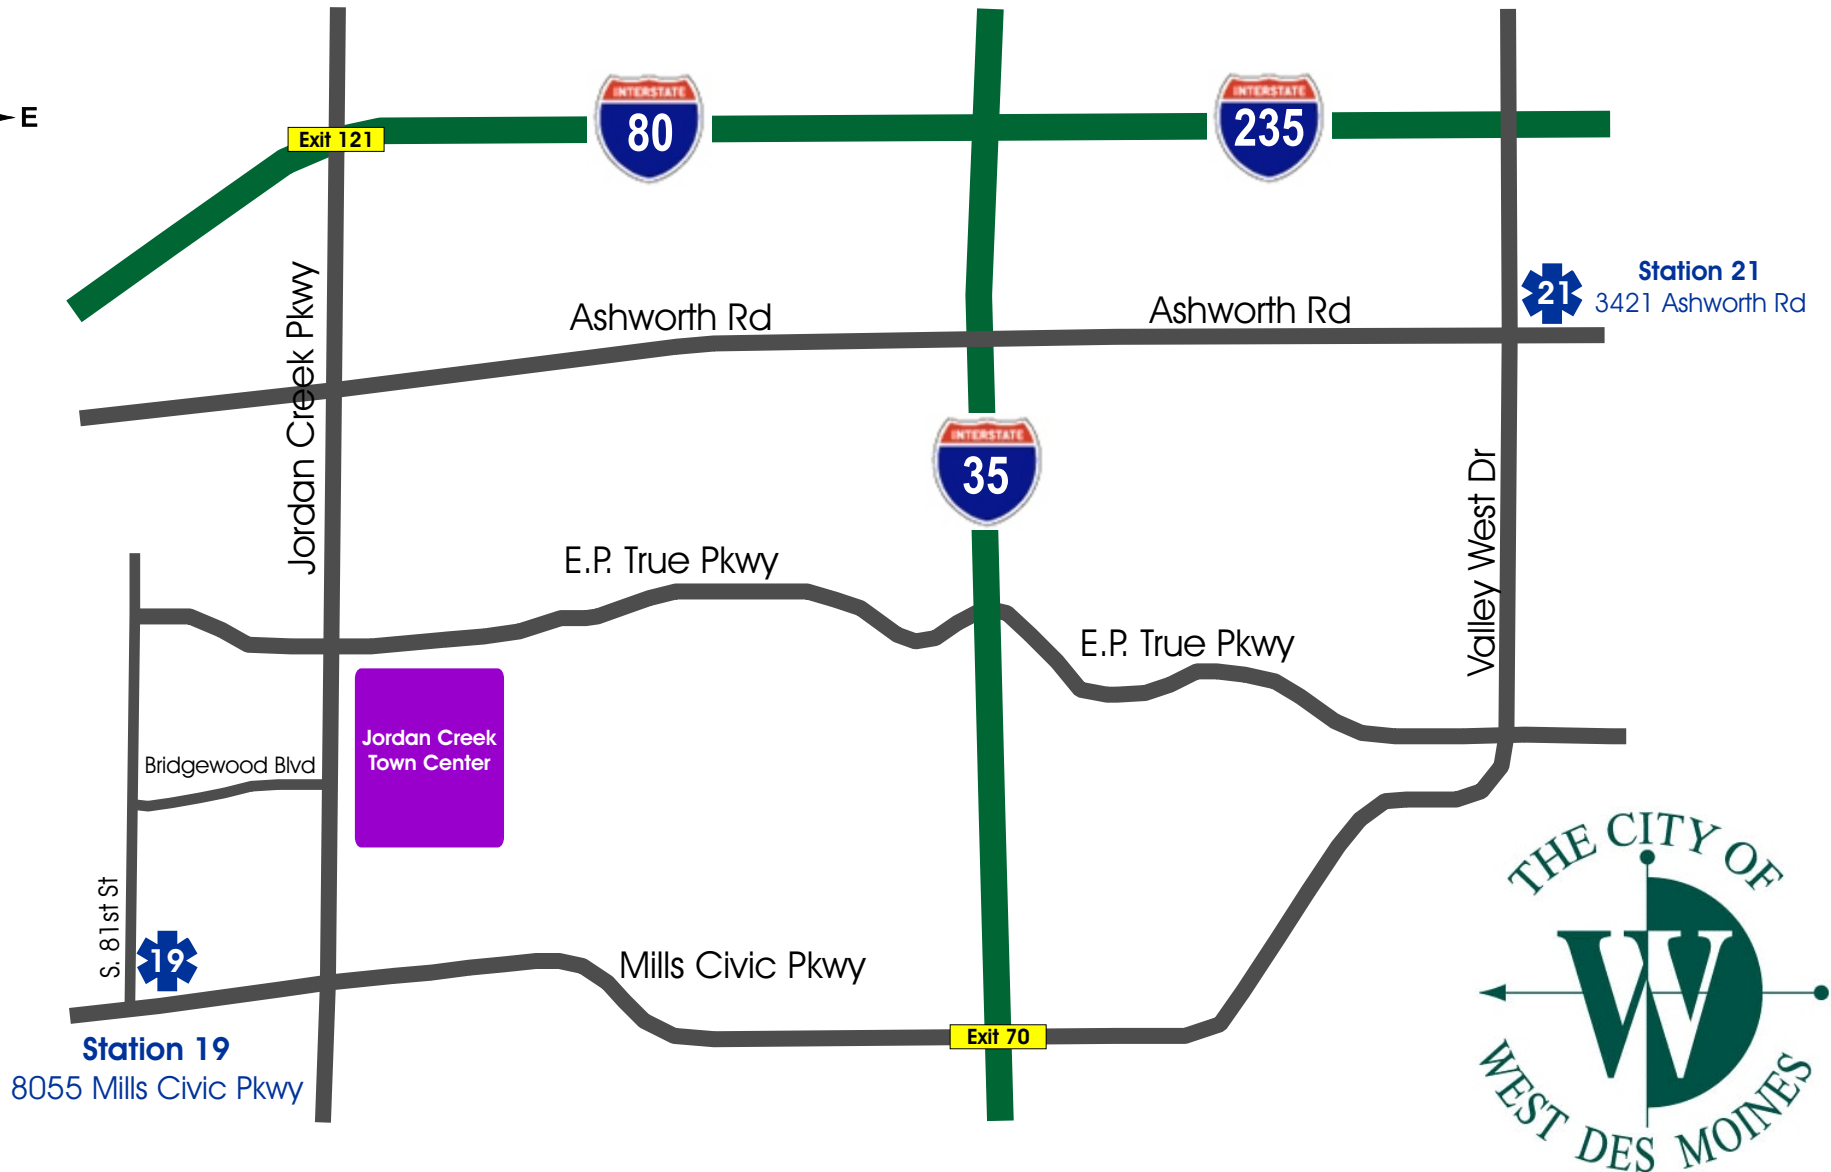 E
INTERSTATE
80
INTERSTATE
235
Exit 121
Jordan Creek Pkwy
Station 21
21
3421 Ashworth Rd
Ashworth Rd
Ashworth Rd
INTERSTATE
35
Valley West Dr
E.P. True Pkwy
E.P. True Pkwy
Jordan Creek
Town Center
Bridgewood Blvd
S. 81st St
19
Mills Civic Pkwy
Exit 70
Station 19
8055 Mills Civic Pkwy
THE CITY OF
W
WEST DES MOINES